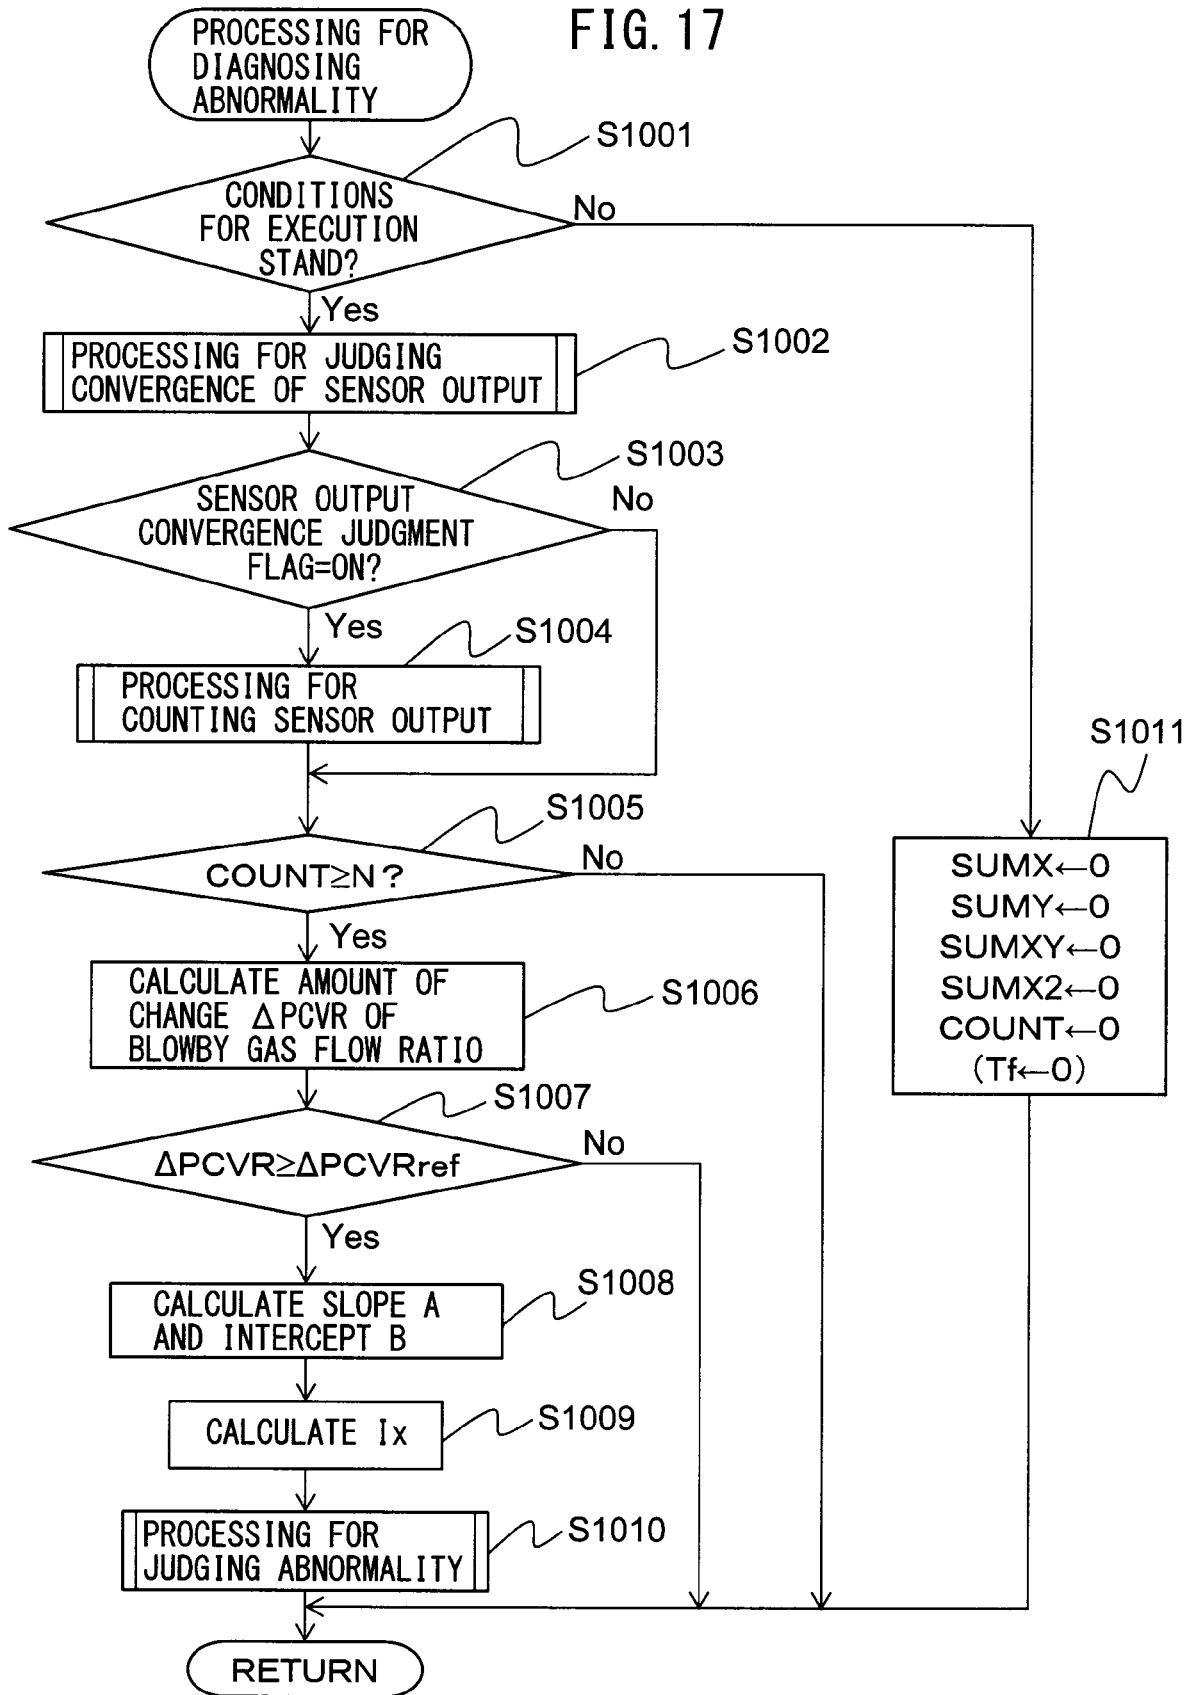 FIG. 17
PROCESSING FOR
DIAGNOSING
ABNORMALITY
S1001
CONDITIONS
FOR EXECUTION
STAND?
No
Yes
S1002
PROCESSING FOR JUDGING
CONVERGENCE OF SENSOR OUTPUT
S1003
SENSOR OUTPUT
CONVERGENCE JUDGMENT
FLAG=ON?
No
Yes
S1004
PROCESSING FOR
COUNTING SENSOR OUTPUT
S1005
COUNT≥N?
No
Yes
S1006
CALCULATE AMOUNT OF
CHANGE ΔPCVR OF
BLOWBY GAS FLOW RATIO
S1007
ΔPCVR≥ΔPCVRref
No
Yes
S1008
CALCULATE SLOPE A
AND INTERCEPT B
S1009
CALCULATE Ix
S1010
PROCESSING FOR
JUDGING ABNORMALITY
S1011
SUMX←0
SUMY←0
SUMXY←0
SUMX2←0
COUNT←0
(Tf←0)
RETURN